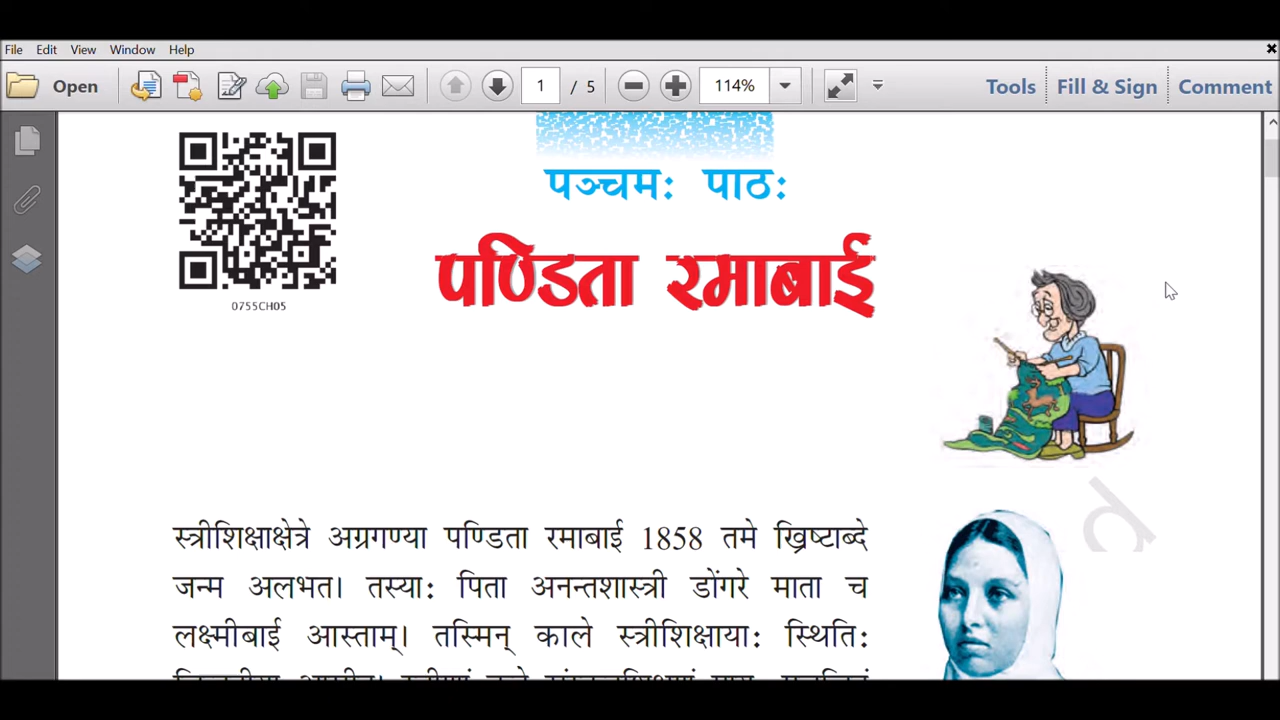 File Edit View Window Help
Open 1 / 5 114% Tools Fill & Sign Comment
पञ्चमः पाठः
पण्डिता रमाबाई
0755CH05
स्त्रीशिक्षाक्षेत्रे अग्रगण्या पण्डिता रमाबाई 1858 तमे ख्रिष्टाब्दे
जन्म अलभत। तस्याः पिता अनन्तशास्त्री डोंगरे माता च
लक्ष्मीबाई आस्ताम्। तस्मिन् काले स्त्रीशिक्षायाः स्थितिः